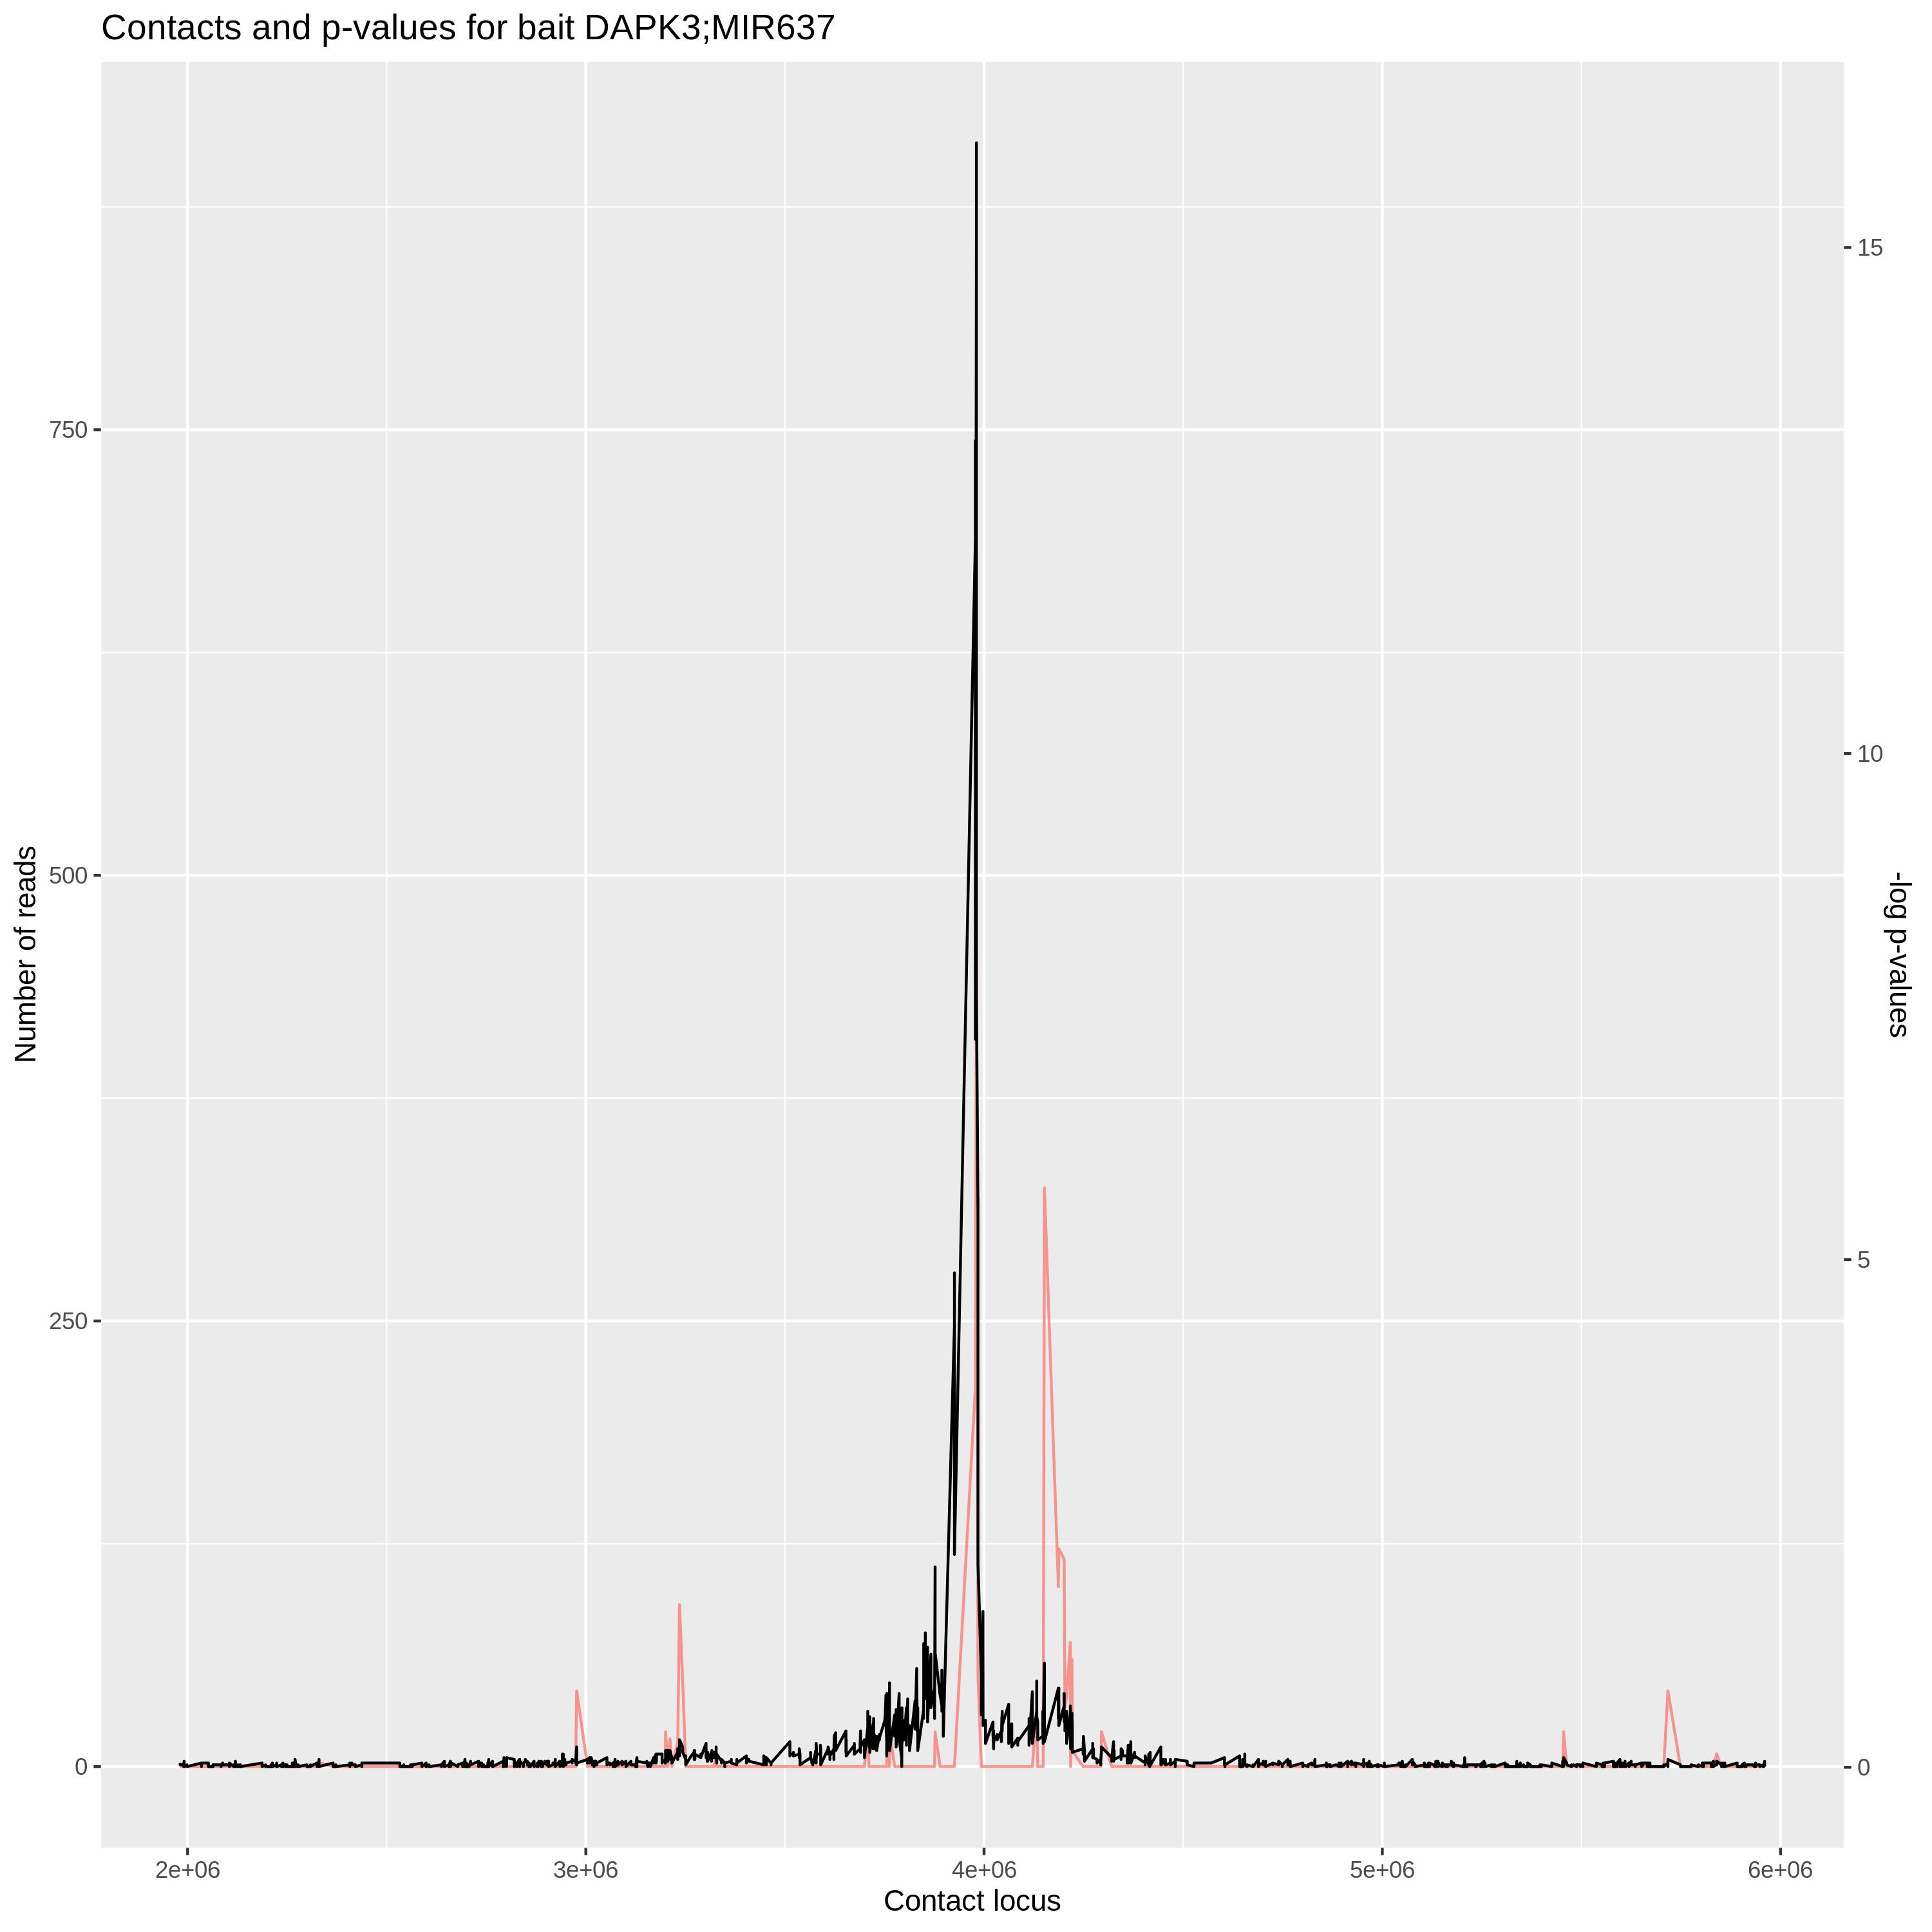 Contacts and p-values for bait DAPK3;MIR637
Number of reads
750
500
250
0
15
10
5
0
-log p-values
2e+06
3e+06
4e+06
5e+06
6e+06
Contact locus